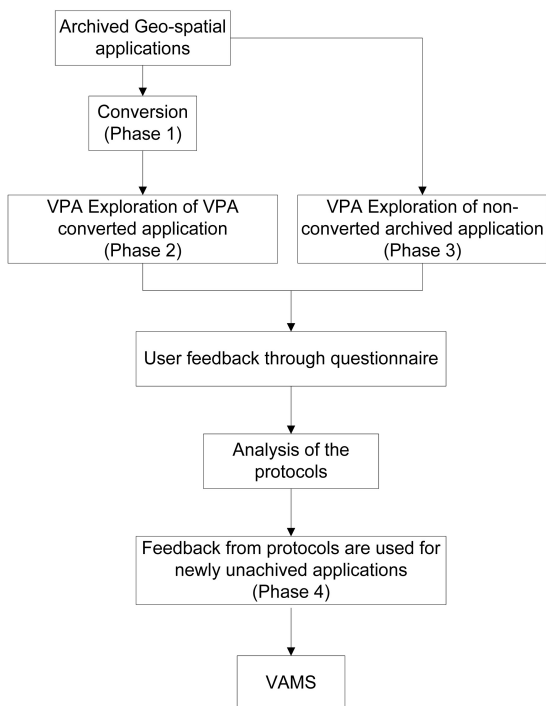 Archived Geo-spatial
applications
Conversion
(Phase 1)
VPA Exploration of VPA
converted application
(Phase 2)
VPA Exploration of non-
converted archived application
(Phase 3)
User feedback through questionnaire
Analysis of the
protocols
Feedback from protocols are used for
newly unachived applications
(Phase 4)
VAMS